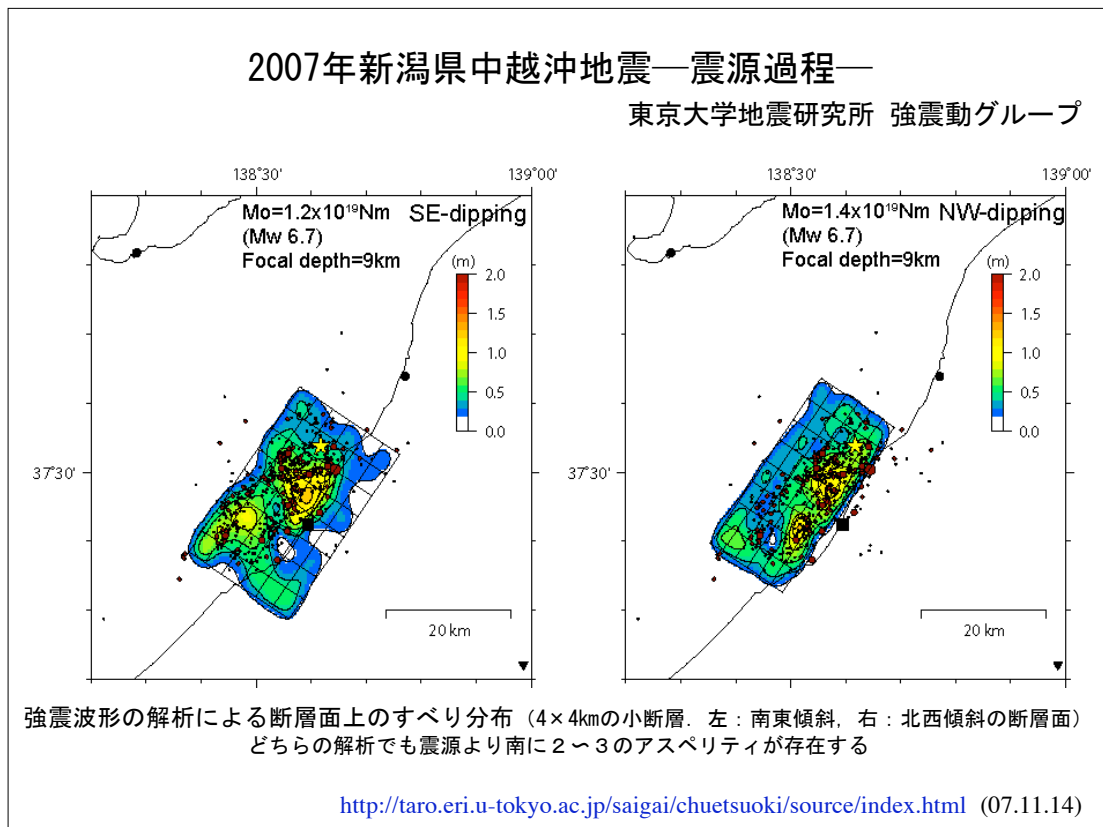 2007年新潟県中越沖地震―震源過程―
東京大学地震研究所 強震動グループ
138°30' 139°00'
Mo=1.2x10¹⁹Nm SE-dipping
(Mw 6.7)
Focal depth=9km
(m)
2.0
1.5
1.0
0.5
0.0
37°30'
20 km
138°30' 139°00'
Mo=1.4x10¹⁹Nm NW-dipping
(Mw 6.7)
Focal depth=9km
(m)
2.0
1.5
1.0
0.5
0.0
37°30'
20 km
強震波形の解析による断層面上のすべり分布 (4×4kmの小断層. 左：南東傾斜, 右：北西傾斜の断層面)
どちらの解析でも震源より南に２〜３のアスペリティが存在する
http://taro.eri.u-tokyo.ac.jp/saigai/chuetsuoki/source/index.html (07.11.14)